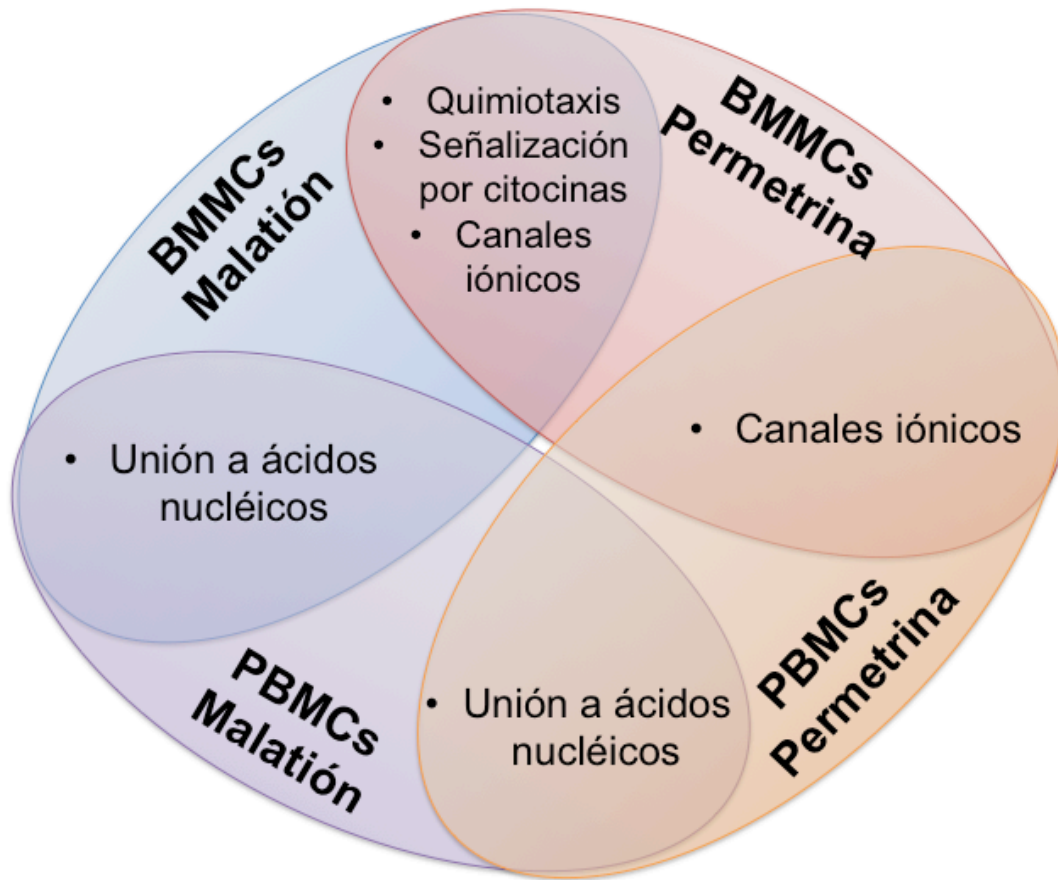 • Quimiotaxis
• Señalización
por citocinas
• Canales
iónicos
BMMCs
Malatión
BMMCs
Permetrina
• Unión a ácidos
nucléicos
• Canales iónicos
PBMCs
Malatión
• Unión a ácidos
nucléicos
PBMCs
Permetrina